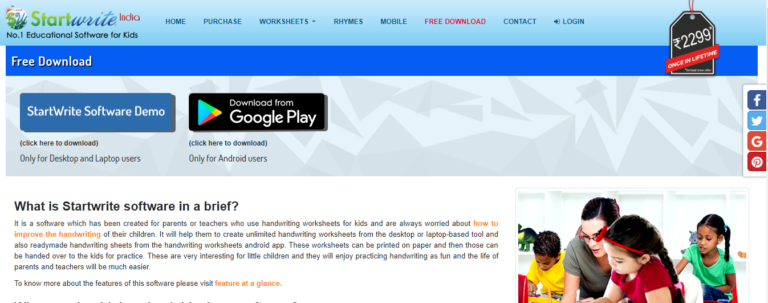 Startwrite India
No.1 Educational Software for Kids
HOME PURCHASE WORKSHEETS RHYMES MOBILE FREE DOWNLOAD CONTACT LOGIN
₹2299*
ONCE IN LIFETIME
Free Download
StartWrite Software Demo
Download from
Google Play
(click here to download) (click here to download)
Only for Desktop and Laptop users Only for Android users
What is Startwrite software in a brief?
It is a software which has been created for parents or teachers who use handwriting worksheets for kids and are always worried about how to
improve the handwriting of their children. It will help them to create unlimited handwriting worksheets from the desktop or laptop-based tool and
also readymade handwriting sheets from the handwriting worksheets android app. These worksheets can be printed on paper and then those can
be handed over to the kids for practice. These are very interesting for little children and they will enjoy practicing handwriting as fun and the life of
parents and teachers will be much easier.
To know more about the features of this software please visit feature at a glance.